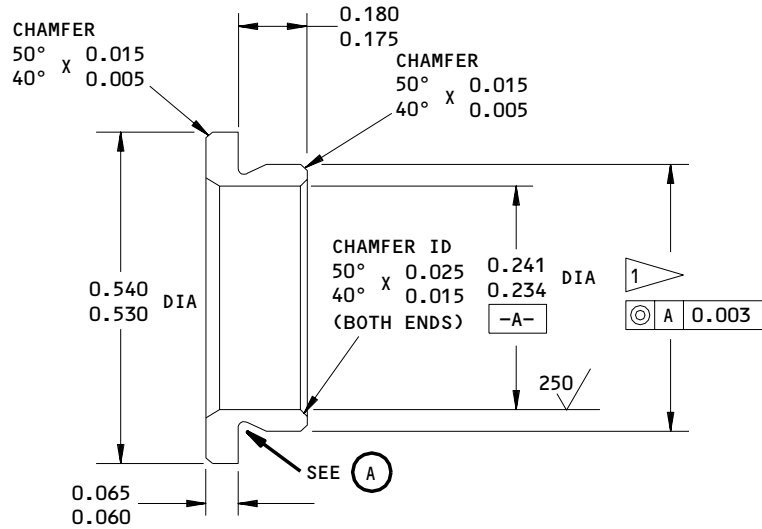 0.180
0.175
CHAMFER
50° X 0.015
40° 0.005
CHAMFER
50° X 0.015
40° 0.005
CHAMFER ID
50° X 0.025
40° 0.015
(BOTH ENDS)
0.241
0.234 DIA
-A-
1
A 0.003
0.540
0.530 DIA
250
SEE A
0.065
0.060